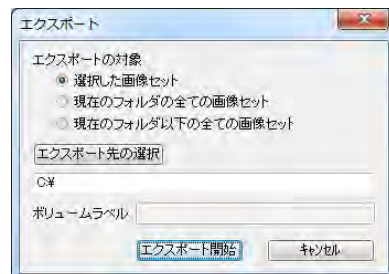 エクスポート
エクスポートの対象
選択した画像セット
現在のフォルダの全ての画像セット
現在のフォルダ以下の全ての画像セット
エクスポート先の選択
C:¥
ボリュームラベル
エクスポート開始 キャンセル